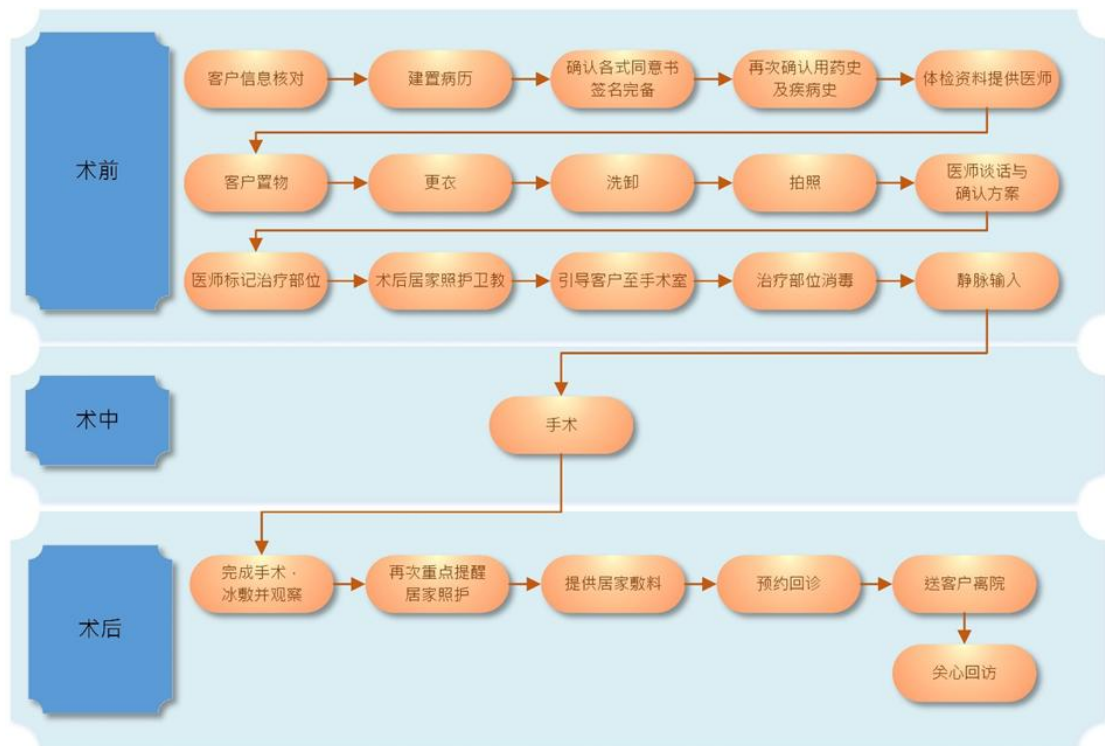 术前
客户信息核对
建置病历
确认各式同意书
签名完备
再次确认用药史
及疾病史
体检资料提供医师
客户置物
更衣
洗卸
拍照
医师谈话与
确认方案
医师标记治疗部位
术后居家照护卫教
引导客户至手术室
治疗部位消毒
静脉输入
术中
手术
术后
完成手术·
冰敷并观察
再次重点提醒
居家照护
提供居家敷料
预约回诊
送客户离院
关心回访